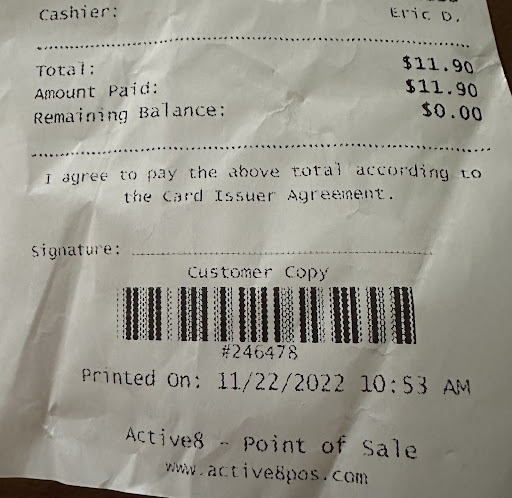 Cashier: Eric D.
Total: $11.90
Amount Paid: $11.90
Remaining Balance: $0.00
I agree to pay the above total according to
the Card Issuer Agreement.
Signature:
Customer Copy
#246478
Printed On: 11/22/2022 10:53 AM
Active8 - Point of Sale
www.active8pos.com